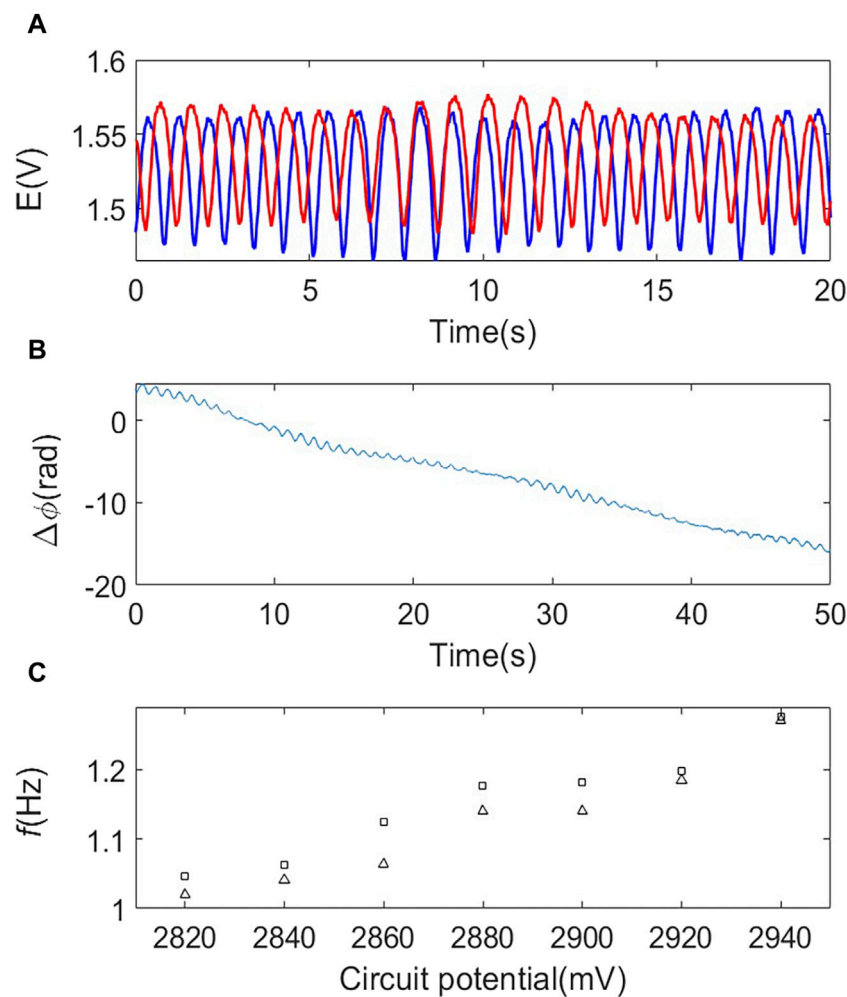 A
1.6
1.55
1.5
E(V)
0 5 10 15 20
Time(s)
B
0
-10
-20
Δϕ(rad)
0 10 20 30 40 50
Time(s)
C
1.2
1.1
1
f(Hz)
2820 2840 2860 2880 2900 2920 2940
Circuit potential(mV)